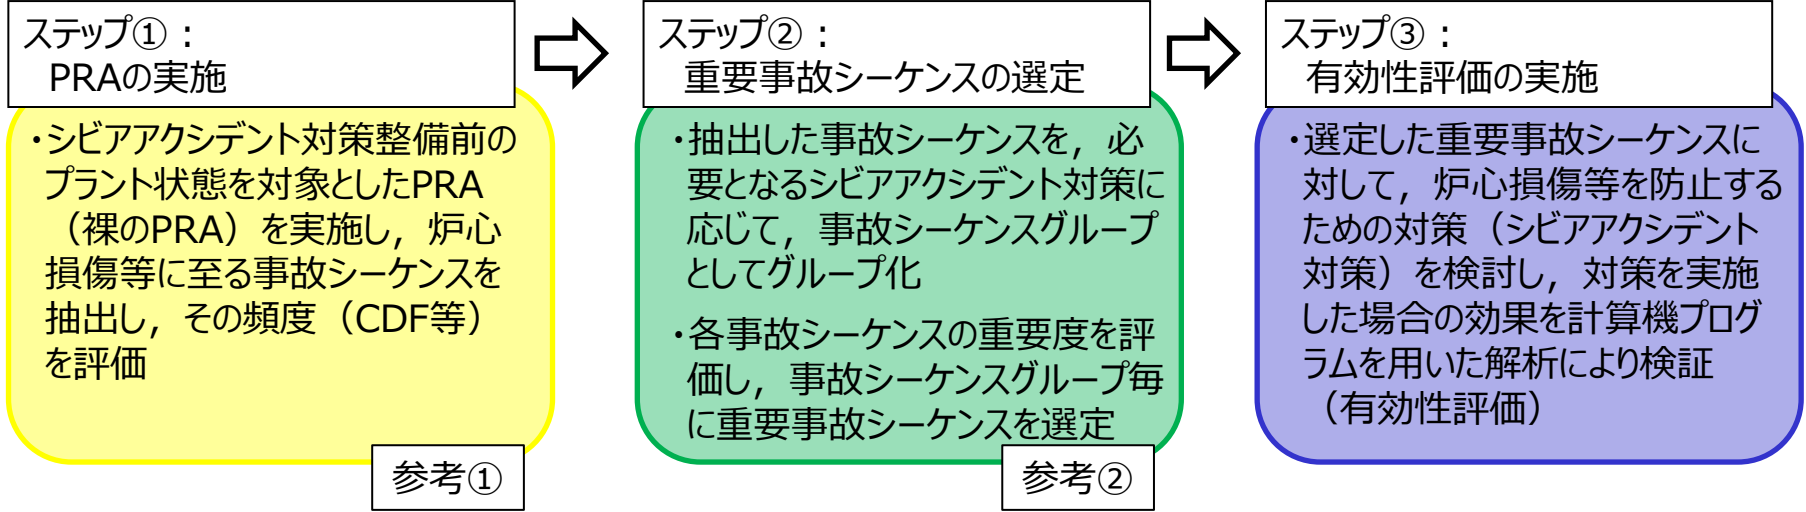 ステップ①：
PRAの実施
・シビアアクシデント対策整備前の
プラント状態を対象としたPRA
（裸のPRA）を実施し，炉心
損傷等に至る事故シーケンスを
抽出し，その頻度（CDF等）
を評価
参考①
ステップ②：
重要事故シーケンスの選定
・抽出した事故シーケンスを，必
要となるシビアアクシデント対策に
応じて，事故シーケンスグループ
としてグループ化
・各事故シーケンスの重要度を評
価し，事故シーケンスグループ毎
に重要事故シーケンスを選定
参考②
ステップ③：
有効性評価の実施
・選定した重要事故シーケンスに
対して，炉心損傷等を防止する
ための対策（シビアアクシデント
対策）を検討し，対策を実施
した場合の効果を計算機プログ
ラムを用いた解析により検証
（有効性評価）